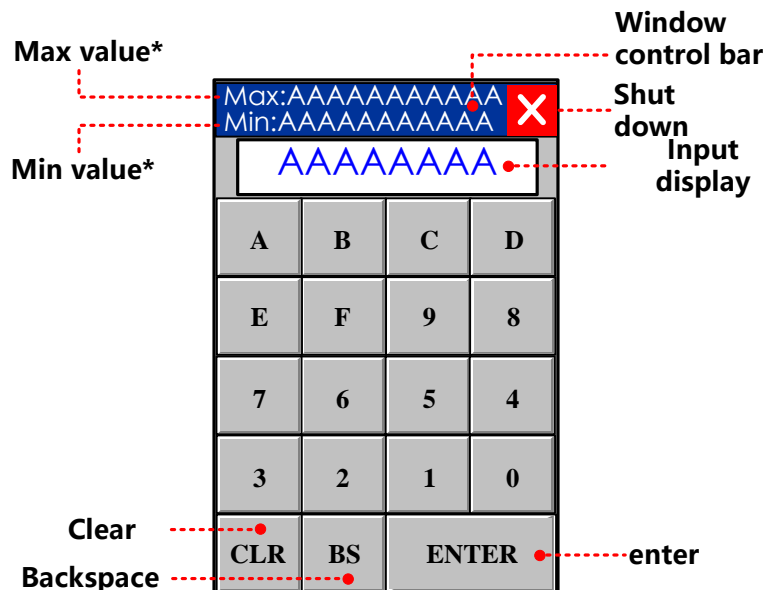 Window
control bar
Max value*
Max:AAAAAAAAAAA
Min:AAAAAAAAAAA
Shut
down
Min value*
AAAAAAAA
Input
display
A B C D
E F 9 8
7 6 5 4
3 2 1 0
Clear
CLR BS ENTER
enter
Backspace